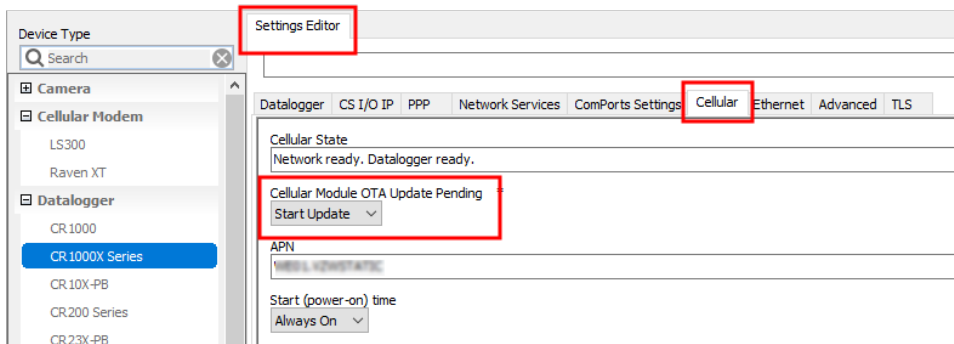 Settings Editor
Device Type
Search
Camera
Cellular Modem
LS300
Raven XT
Datalogger
CR1000
CR1000X Series
CR10X-PB
CR200 Series
CR23X-PB
Datalogger CS I/O IP PPP Network Services ComPorts Settings Cellular Ethernet Advanced TLS
Cellular State
Network ready. Datalogger ready.
Cellular Module OTA Update Pending *
Start Update
APN
Start (power-on) time
Always On